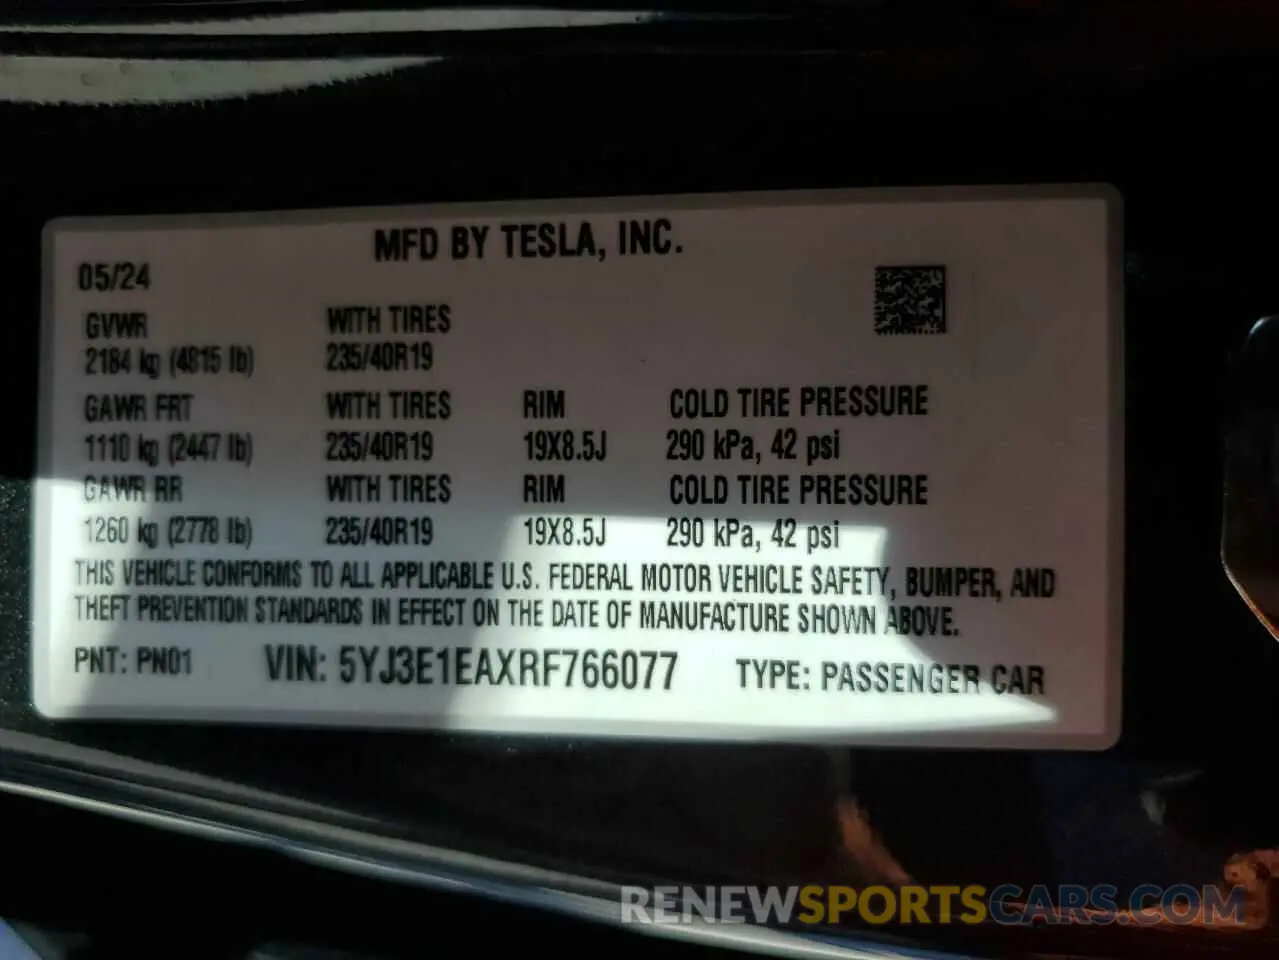 MFD BY TESLA, INC.
05/24
GVWR WITH TIRES
2184 kg (4815 lb) 235/40R19
GAWR FRT WITH TIRES RIM COLD TIRE PRESSURE
1110 kg (2447 lb) 235/40R19 19X8.5J 290 kPa, 42 psi
GAWR RR WITH TIRES RIM COLD TIRE PRESSURE
1260 kg (2778 lb) 235/40R19 19X8.5J 290 kPa, 42 psi
THIS VEHICLE CONFORMS TO ALL APPLICABLE U.S. FEDERAL MOTOR VEHICLE SAFETY, BUMPER, AND
THEFT PREVENTION STANDARDS IN EFFECT ON THE DATE OF MANUFACTURE SHOWN ABOVE.
PNT: PN01 VIN: 5YJ3E1EAXRF766077 TYPE: PASSENGER CAR
RENEWSPORTSCARS.COM